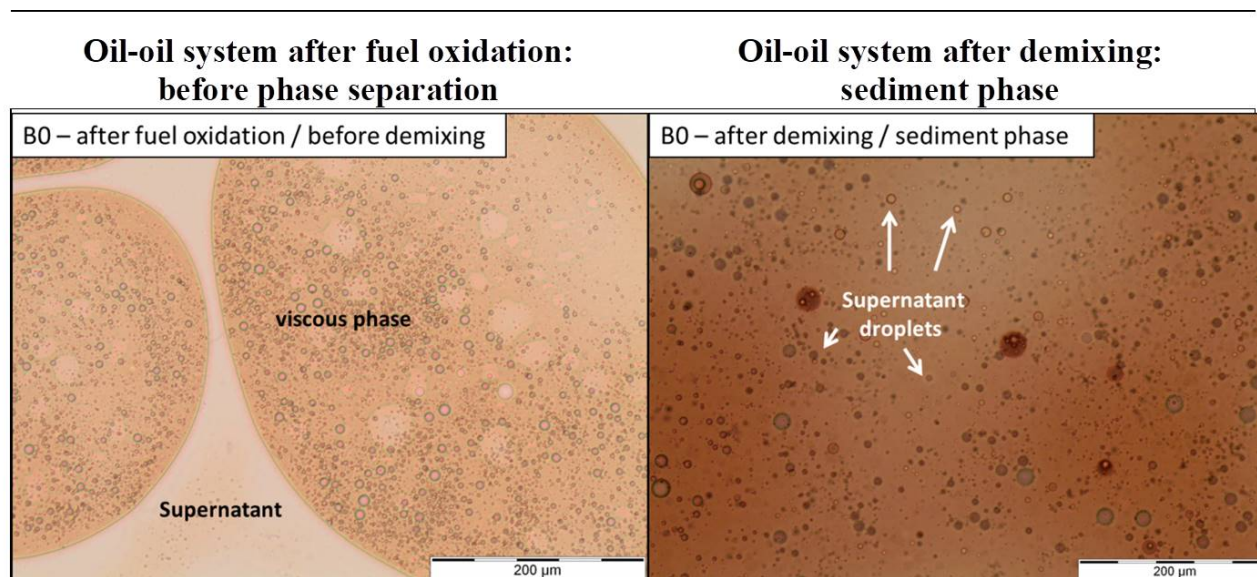 Oil-oil system after fuel oxidation:
before phase separation
Oil-oil system after demixing:
sediment phase
B0 – after fuel oxidation / before demixing
viscous phase
Supernatant
200 µm
B0 – after demixing / sediment phase
Supernatant
droplets
200 µm